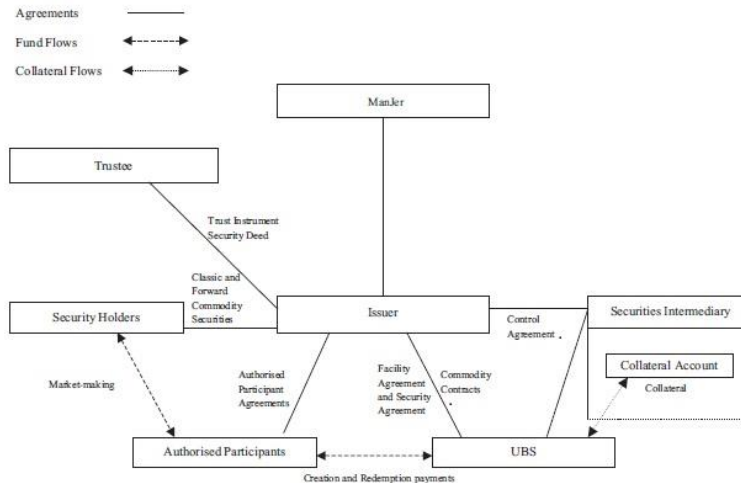 Agreements
Fund Flows
Collateral Flows
ManJer
Trustee
Trust Instrument
Security Deed
Classic and
Forward
Commodity
Securities
Security Holders
Issuer
Securities Intermediary
Control
Agreement
Collateral Account
Collateral
Market-making
Authorised
Participant
Agreements
Facility
Agreement
and Security
Agreement
Commodity
Contracts
Authorised Participants
UBS
Creation and Redemption payments